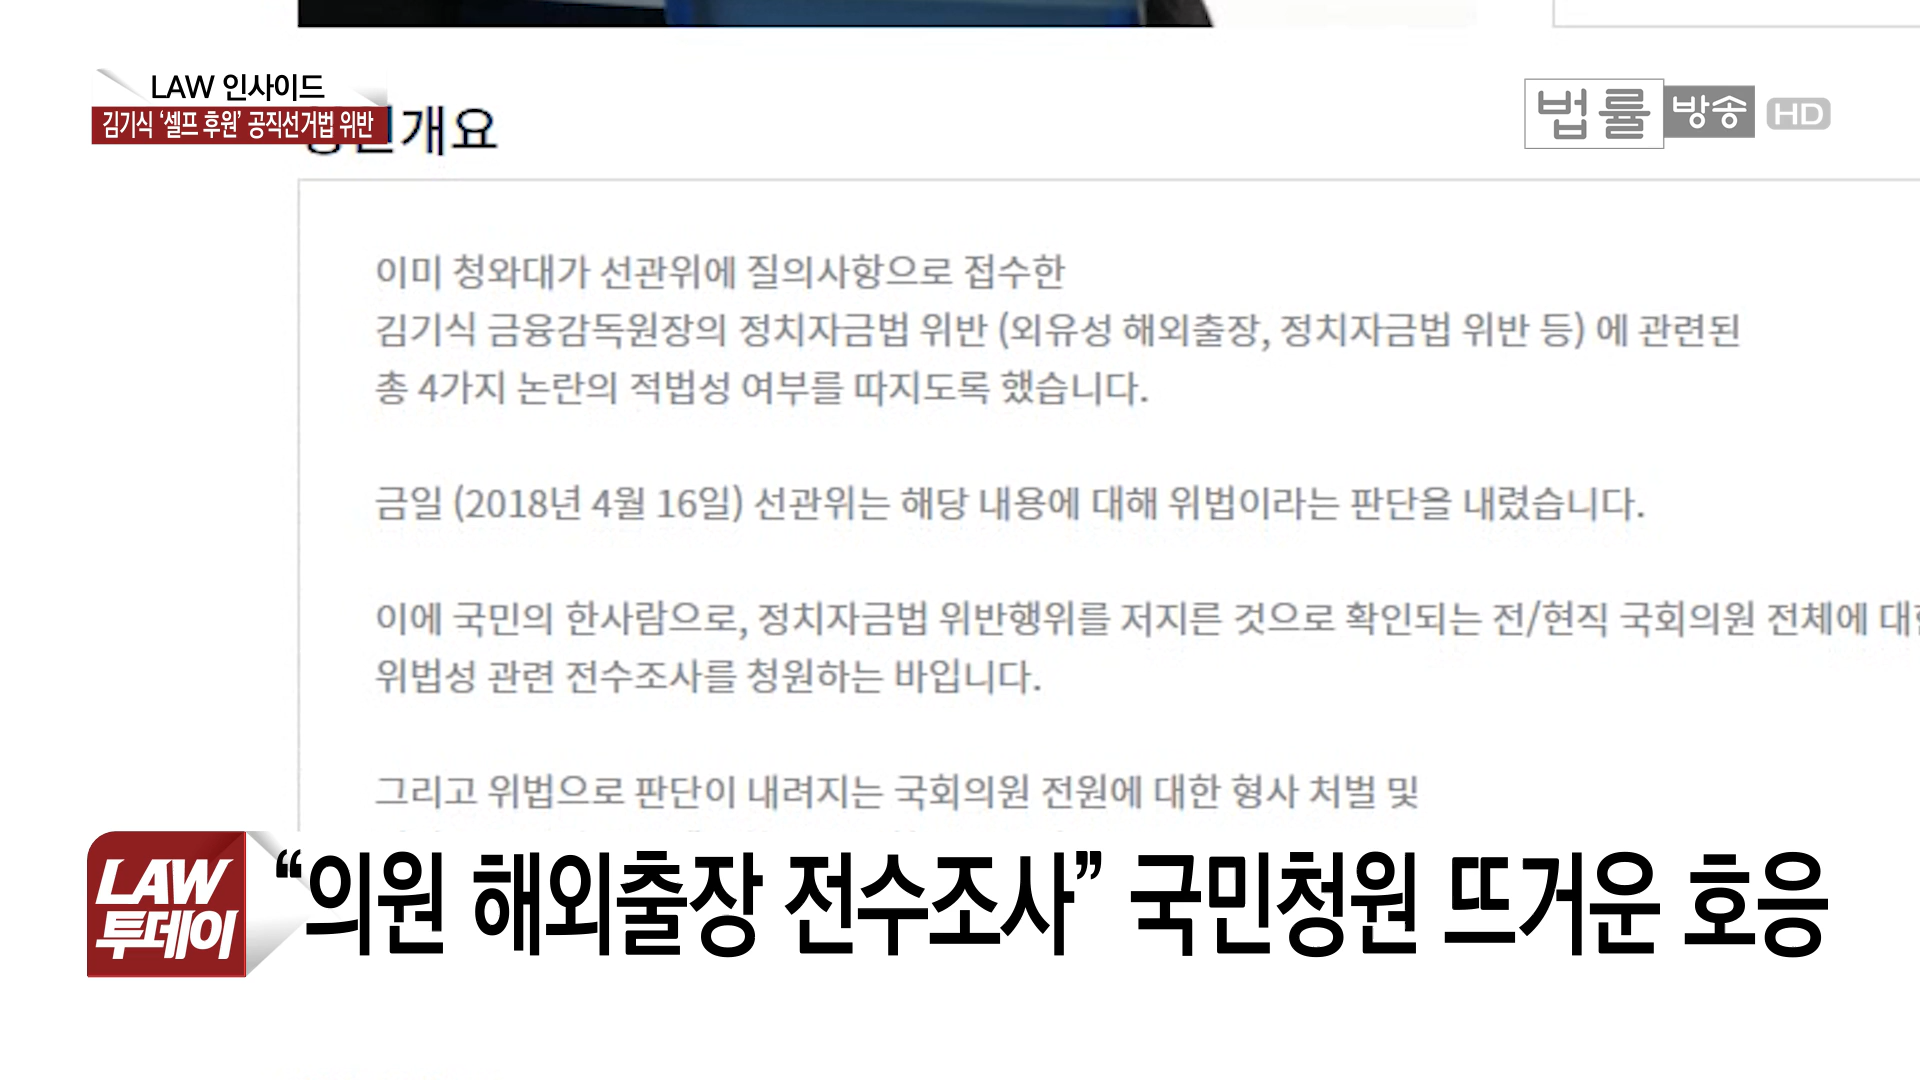 LAW 인사이드
김기식 ‘셀프 후원’ 공직선거법 위반
개요
법률방송 HD
이미 청와대가 선관위에 질의사항으로 접수한
김기식 금융감독원장의 정치자금법 위반 (외유성 해외출장, 정치자금법 위반 등) 에 관련된
총 4가지 논란의 적법성 여부를 따지도록 했습니다.
금일 (2018년 4월 16일) 선관위는 해당 내용에 대해 위법이라는 판단을 내렸습니다.
이에 국민의 한사람으로, 정치자금법 위반행위를 저지른 것으로 확인되는 전/현직 국회의원 전체에
위법성 관련 전수조사를 청원하는 바입니다.
그리고 위법으로 판단이 내려지는 국회의원 전원에 대한 형사 처벌 및
LAW
투데이
“의원 해외출장 전수조사” 국민청원 뜨거운 호응